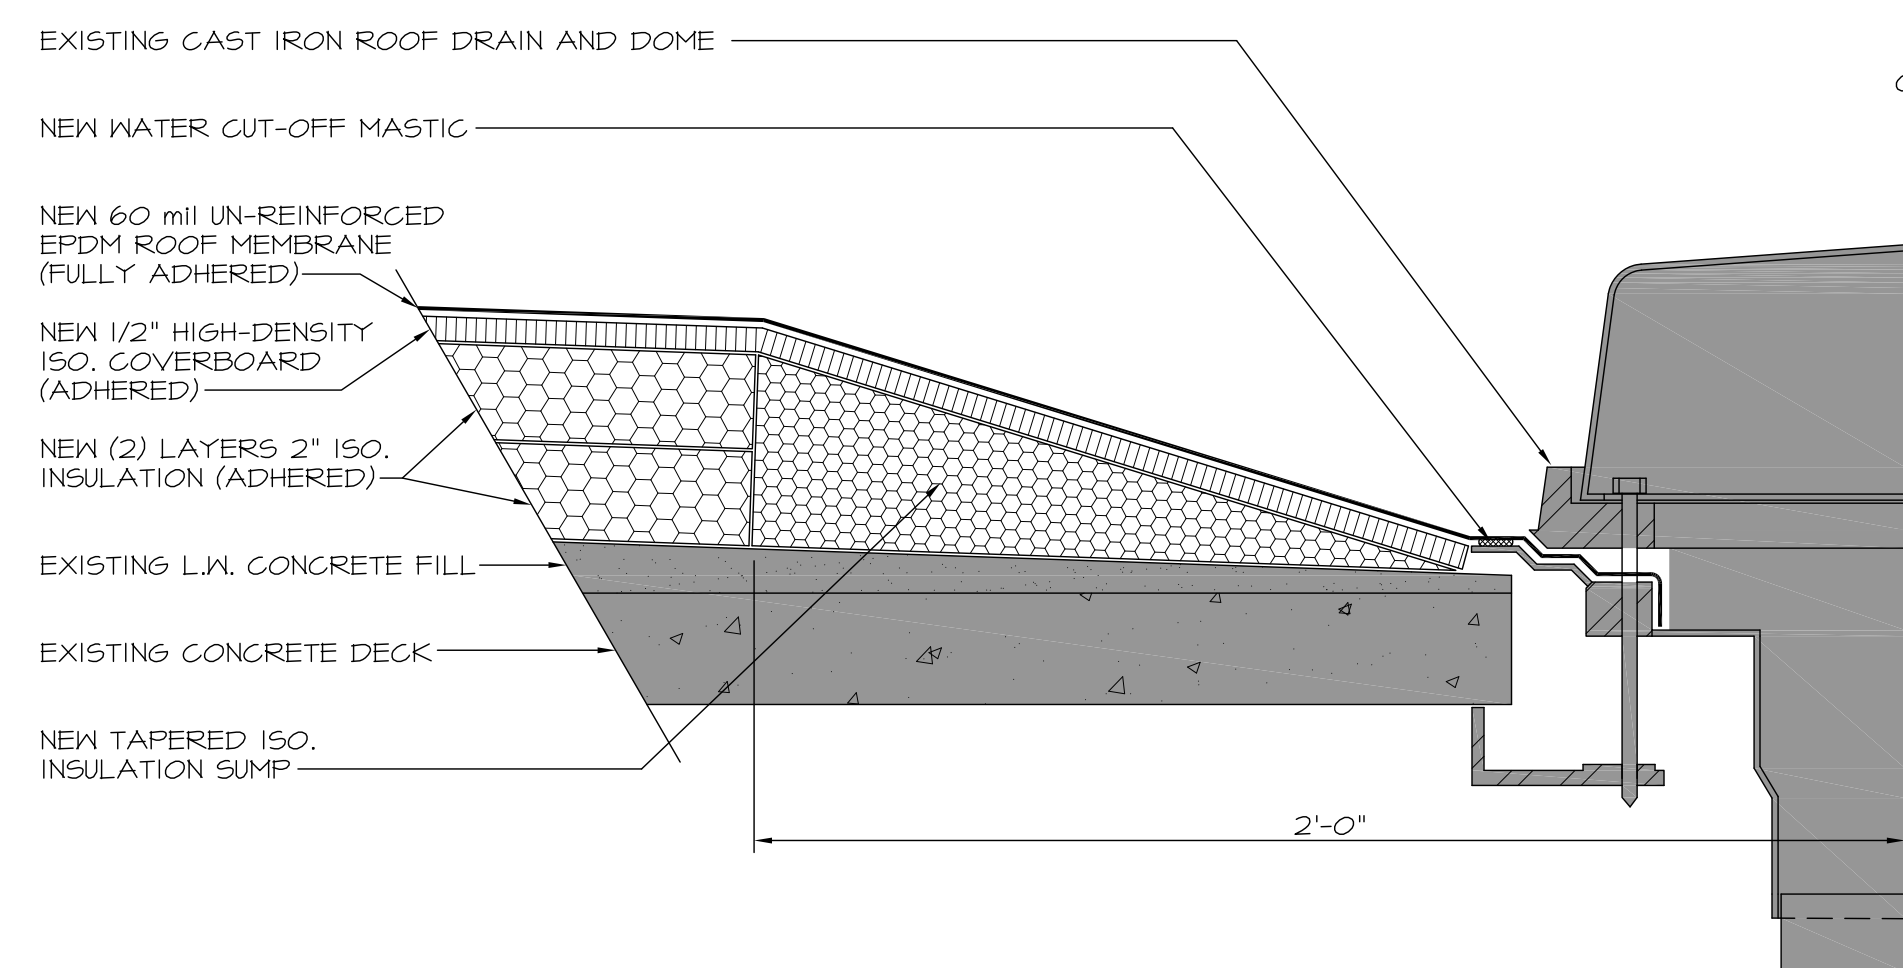 EXISTING CAST IRON ROOF DRAIN AND DOME
NEW WATER CUT-OFF MASTIC
NEW 60 mil UN-REINFORCED
EPDM ROOF MEMBRANE
(FULLY ADHERED)
NEW 1/2" HIGH-DENSITY
ISO. COVERBOARD
(ADHERED)
NEW (2) LAYERS 2" ISO.
INSULATION (ADHERED)
EXISTING L.W. CONCRETE FILL
EXISTING CONCRETE DECK
NEW TAPERED ISO.
INSULATION SUMP
2'-0"